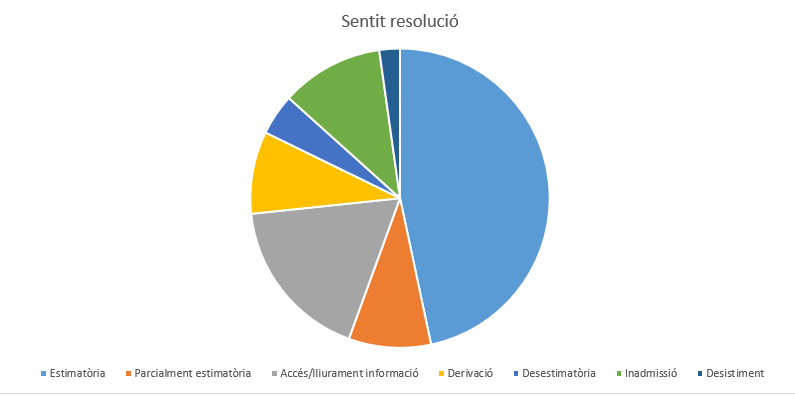 Sentit resolució
Estimatòria Parcialment estimatòria Accés/lliurament informació Derivació Desestimatòria Inadmissió Desistiment